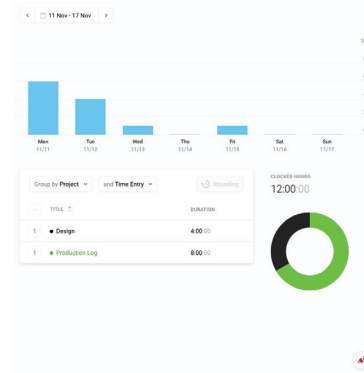 11 Nov - 17 Nov
Mon Tue Wed Thu Fri Sat Sun
11/11 11/12 11/13 11/14 11/15 11/16 11/17
Group by Project and Time Entry Rounding
TITLE DURATION
1 Design 4:00:00
1 Production Log 8:00:00
CLOCKED HOURS
12:00:00